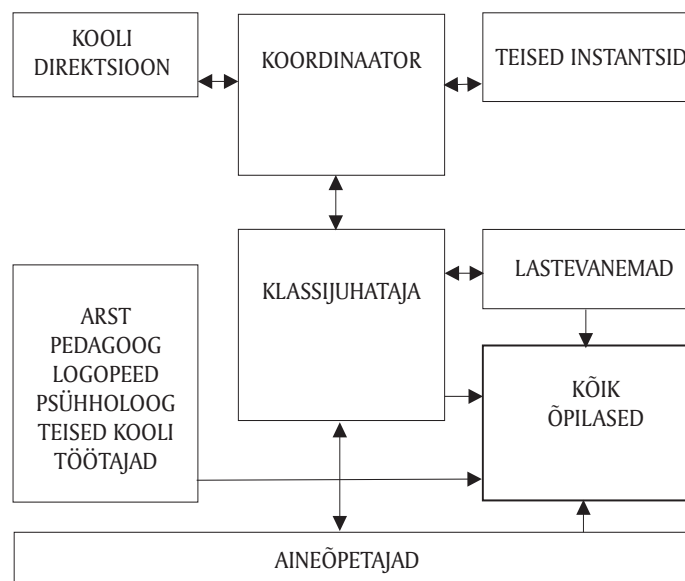 KOOLI
DIREKTSIOON
KOORDINAATOR
TEISED INSTANTSID
KLASSIJUHATAJA
LASTEVANEMAD
ARST
PEDAGOOG
LOGOPEED
PSÜHHOLOOG
TEISED KOOLI
TÖÖTAJAD
KÕIK
ÕPILASED
AINEÕPETAJAD